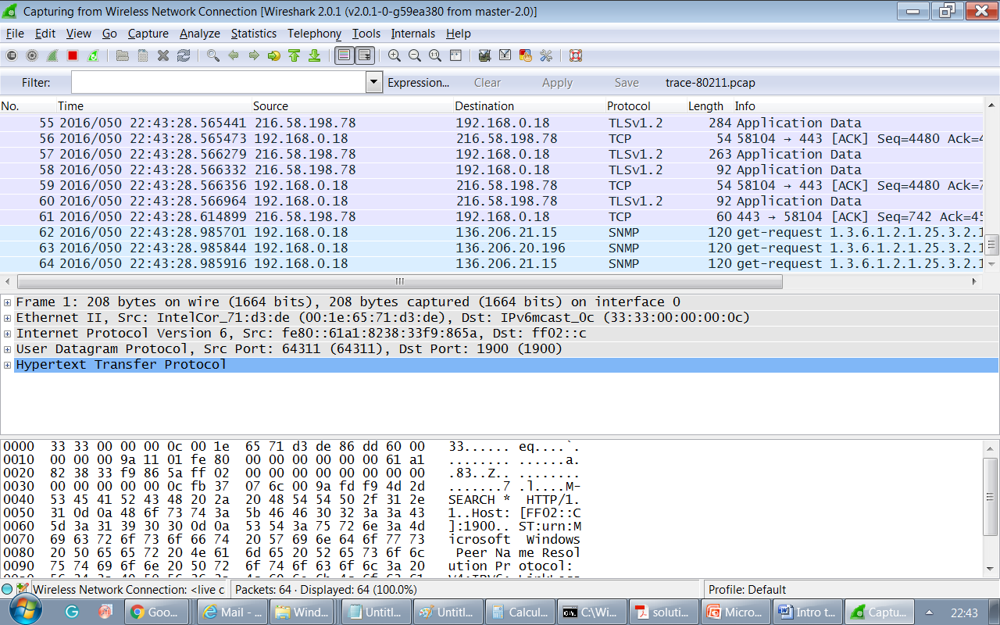 Capturing from Wireless Network Connection [Wireshark 2.0.1 (v2.0.1-0-g59ea380 from master-2.0)]
File Edit View Go Capture Analyze Statistics Telephony Tools Internals Help
Filter: Expression... Clear Apply Save trace-80211.pcap
No. Time Source Destination Protocol Length Info
55 2016/050 22:43:28.565441 216.58.198.78 192.168.0.18 TLSv1.2 284 Application Data
56 2016/050 22:43:28.565473 192.168.0.18 216.58.198.78 TCP 54 58104 → 443 [ACK] Seq=4480 Ack=4
57 2016/050 22:43:28.566279 216.58.198.78 192.168.0.18 TLSv1.2 263 Application Data
58 2016/050 22:43:28.566332 216.58.198.78 192.168.0.18 TLSv1.2 92 Application Data
59 2016/050 22:43:28.566356 192.168.0.18 216.58.198.78 TCP 54 58104 → 443 [ACK] Seq=4480 Ack=7
60 2016/050 22:43:28.566964 192.168.0.18 216.58.198.78 TLSv1.2 92 Application Data
61 2016/050 22:43:28.614899 216.58.198.78 192.168.0.18 TCP 60 443 → 58104 [ACK] Seq=742 Ack=45
62 2016/050 22:43:28.985701 192.168.0.18 136.206.21.15 SNMP 120 get-request 1.3.6.1.2.1.25.3.2.1
63 2016/050 22:43:28.985844 192.168.0.18 136.206.20.196 SNMP 120 get-request 1.3.6.1.2.1.25.3.2.1
64 2016/050 22:43:28.985916 192.168.0.18 136.206.21.15 SNMP 120 get-request 1.3.6.1.2.1.25.3.2.1
Frame 1: 208 bytes on wire (1664 bits), 208 bytes captured (1664 bits) on interface 0
Ethernet II, Src: IntelCor_71:d3:de (00:1e:65:71:d3:de), Dst: IPv6mcast_0c (33:33:00:00:00:0c)
Internet Protocol Version 6, Src: fe80::61a1:8238:33f9:865a, Dst: ff02::c
User Datagram Protocol, Src Port: 64311 (64311), Dst Port: 1900 (1900)
Hypertext Transfer Protocol
0000 33 33 00 00 00 0c 00 1e 65 71 d3 de 86 dd 60 00 33...... eq....`.
0010 00 00 00 9a 11 01 fe 80 00 00 00 00 00 00 61 a1 ........ ......a.
0020 82 38 33 f9 86 5a ff 02 00 00 00 00 00 00 00 00 .83..Z.. ........
0030 00 00 00 00 00 0c fb 37 07 6c 00 9a fd f9 4d 2d .......7 .l....M-
0040 53 45 41 52 43 48 20 2a 20 48 54 54 50 2f 31 2e SEARCH * HTTP/1.
0050 31 0d 0a 48 6f 73 74 3a 5b 46 46 30 32 3a 3a 43 1..Host: [FF02::C
0060 5d 3a 31 39 30 30 0d 0a 53 54 3a 75 72 6e 3a 4d ]:1900.. ST:urn:M
0070 69 63 72 6f 73 6f 66 74 20 57 69 6e 64 6f 77 73 icrosoft Windows
0080 20 50 65 65 72 20 4e 61 6d 65 20 52 65 73 6f 6c Peer Na me Resol
0090 75 74 69 6f 6e 20 50 72 6f 74 6f 63 6f 6c 3a 20 ution Pr otocol:
Wireless Network Connection: <live c Packets: 64 · Displayed: 64 (100.0%) Profile: Default
Goo... Mail - ... Wind... Untitl... Untitl... Calcul... C:\Wi... soluti... Micro... Intro t... Captu... 22:43